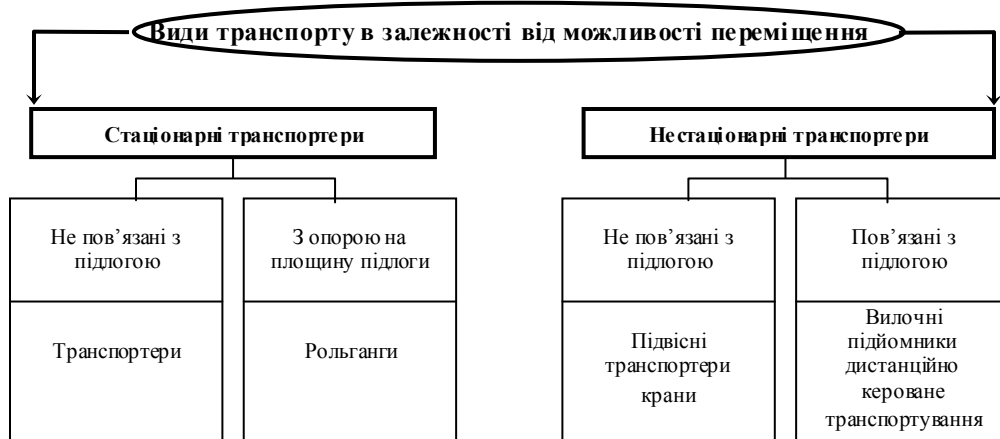 Види транспорту в залежності від можливості переміщення
Стаціонарні транспортери
Нестаціонарні транспортери
Не пов’язані з
підлогою
З опорою на
площину підлоги
Не пов’язані з
підлогою
Пов’язані з
підлогою
Транспортери
Рольганги
Підвісні
транспортери
крани
Вилочні
підйомники
дистанційно
кероване
транспортування